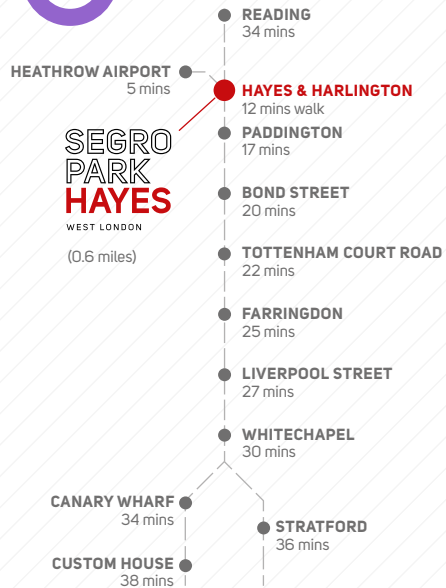 READING
34 mins
HEATHROW AIRPORT
5 mins
HAYES & HARLINGTON
12 mins walk
SEGRO
PARK
HAYES
WEST LONDON
(0.6 miles)
PADDINGTON
17 mins
BOND STREET
20 mins
TOTTENHAM COURT ROAD
22 mins
FARRINGDON
25 mins
LIVERPOOL STREET
27 mins
WHITECHAPEL
30 mins
CANARY WHARF
34 mins
STRATFORD
36 mins
CUSTOM HOUSE
38 mins